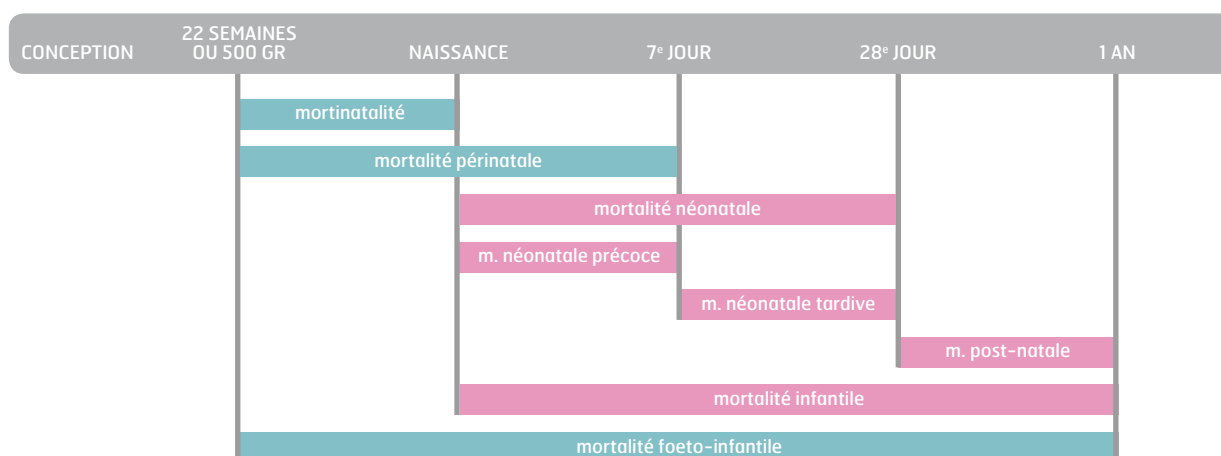 22 SEMAINES
CONCEPTION OU 500 GR NAISSANCE 7e JOUR 28e JOUR 1 AN
mortinatalité
mortalité périnatale
mortalité néonatale
m. néonatale précoce
m. néonatale tardive
m. post-natale
mortalité infantile
mortalité foeto-infantile